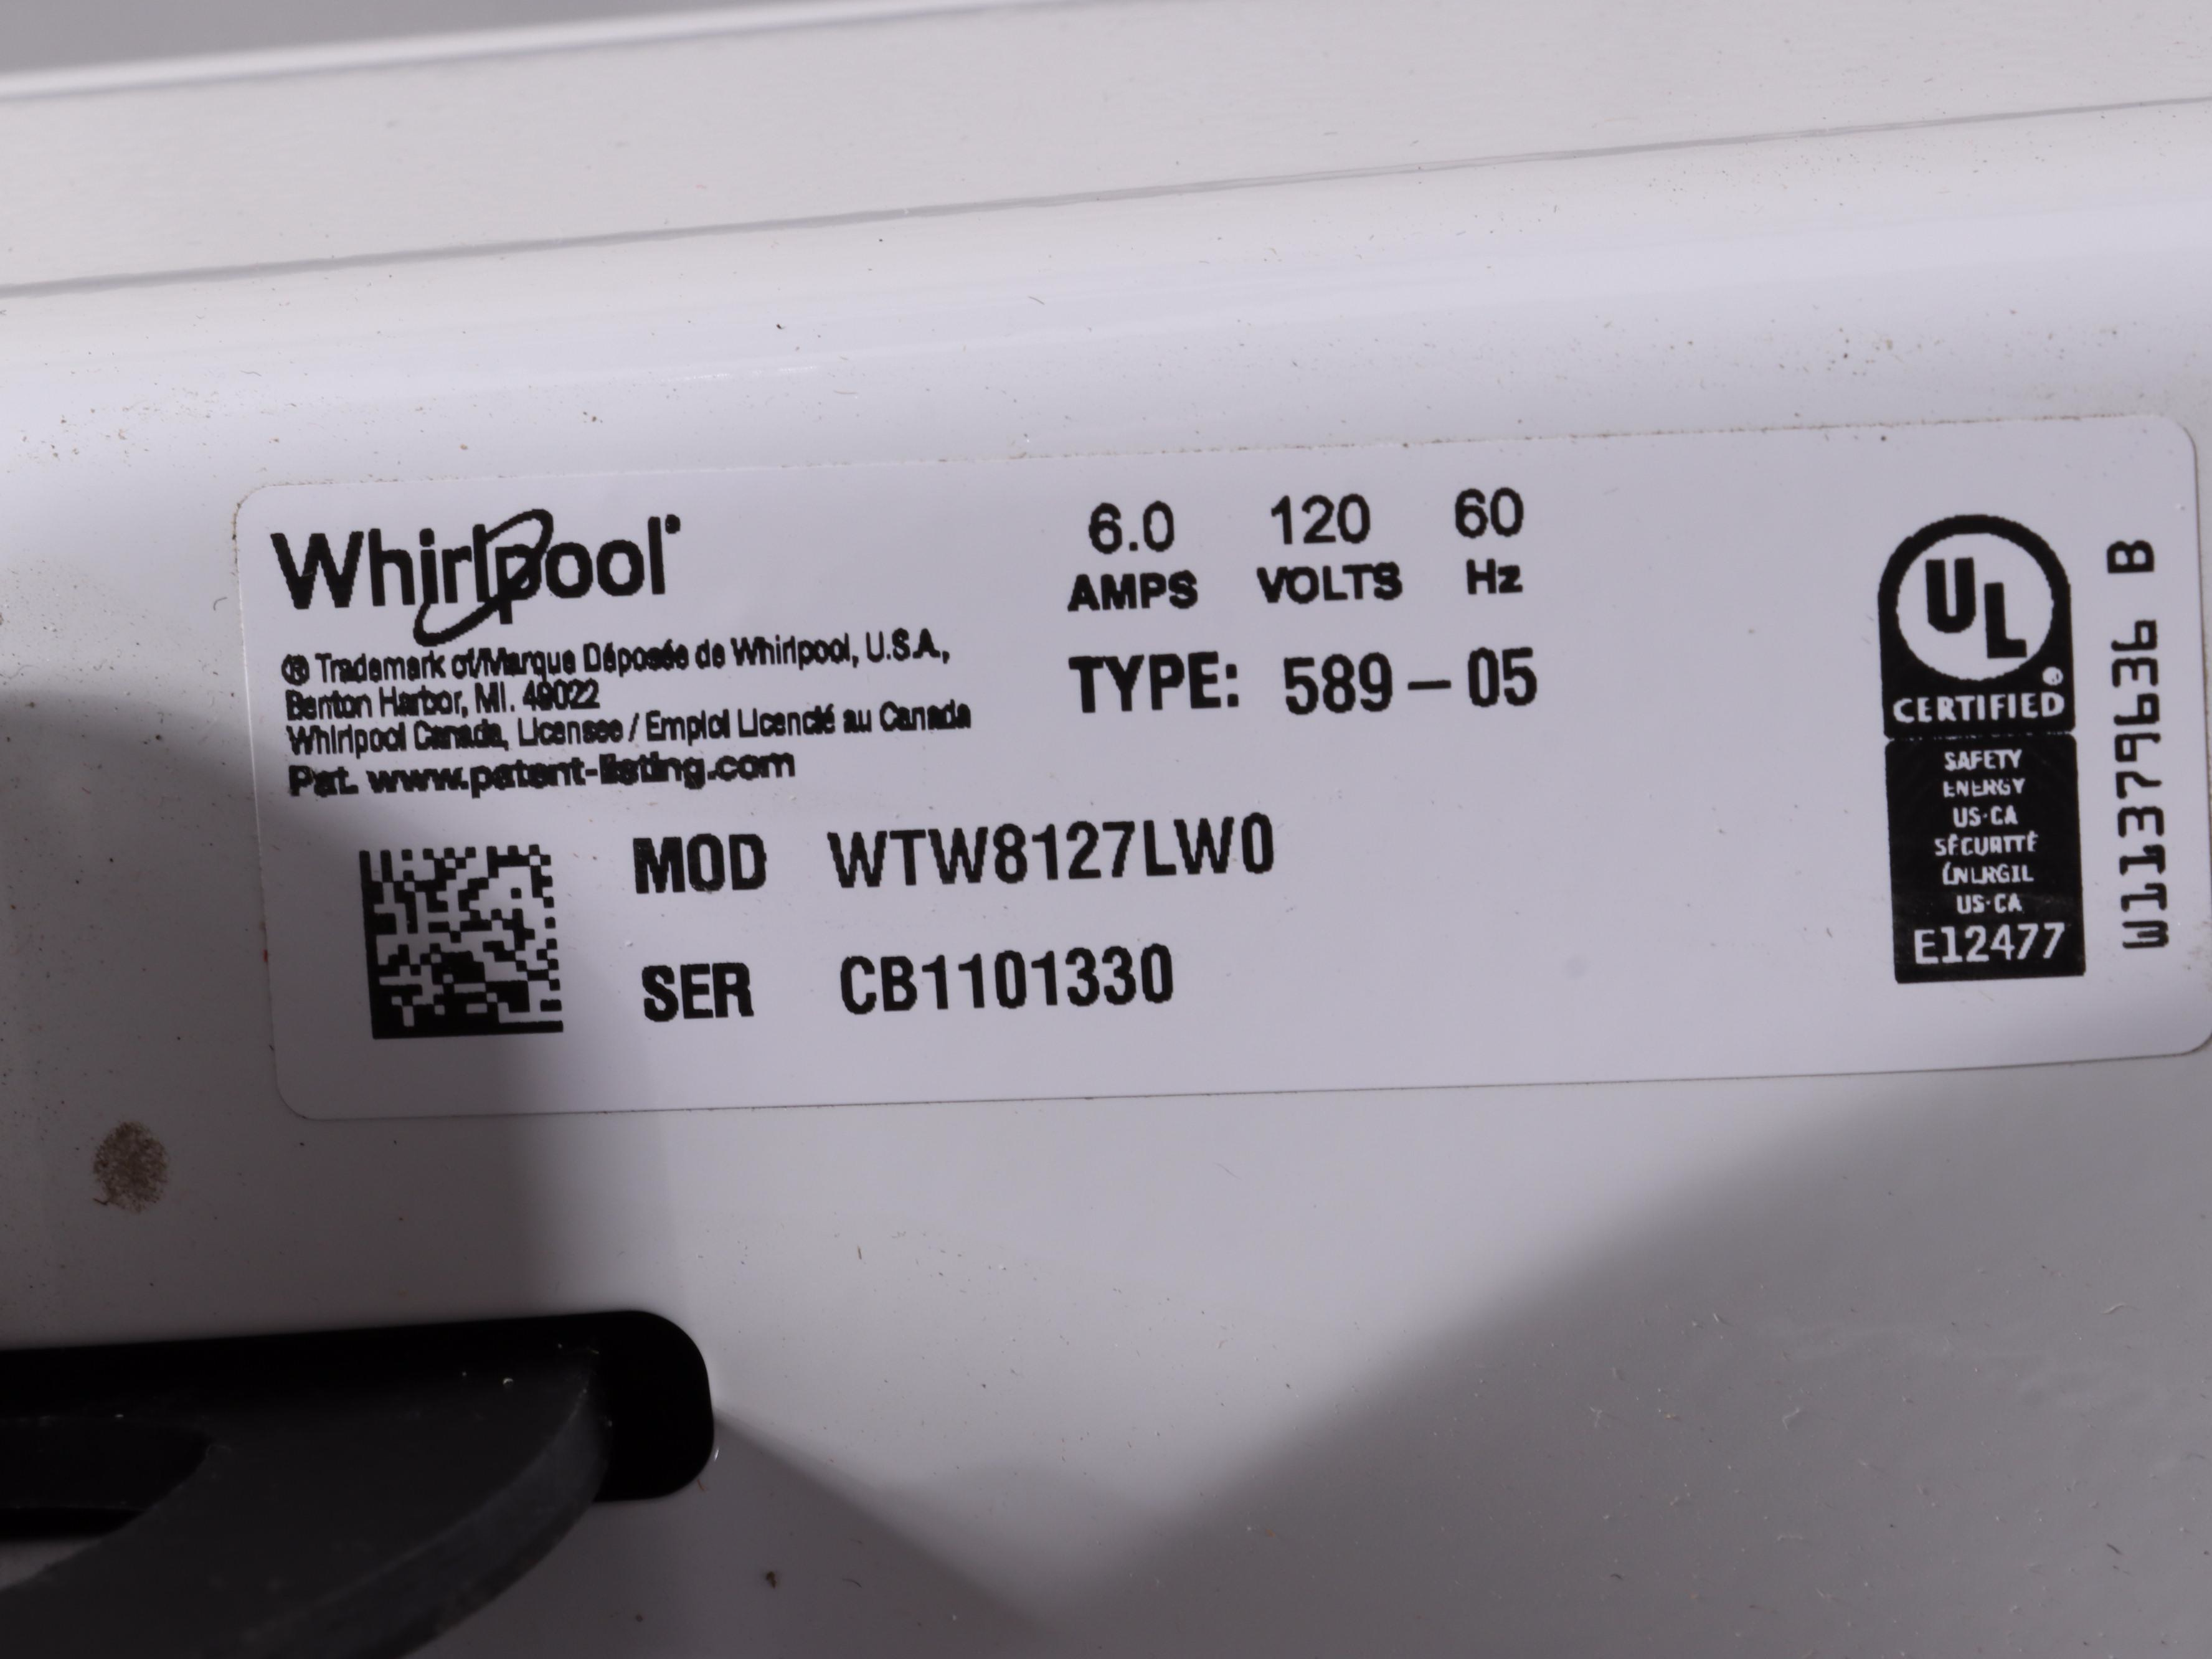 Whirlpool®
® Trademark of/Marque Déposée de Whirlpool, U.S.A.,
Benton Harbor, MI. 49022
Whirlpool Canada, Licensee / Emploi Licencié au Canada
Pat. www.patent-listing.com
6.0 120 60
AMPS VOLTS Hz
TYPE: 589-05
MOD WTW8127LW0
SER CB1101330
UL®
CERTIFIED
SAFETY
ENERGY
US·CA
SÉCURITÉ
ÉNERGIE
US·CA
E12477
W11379636 B